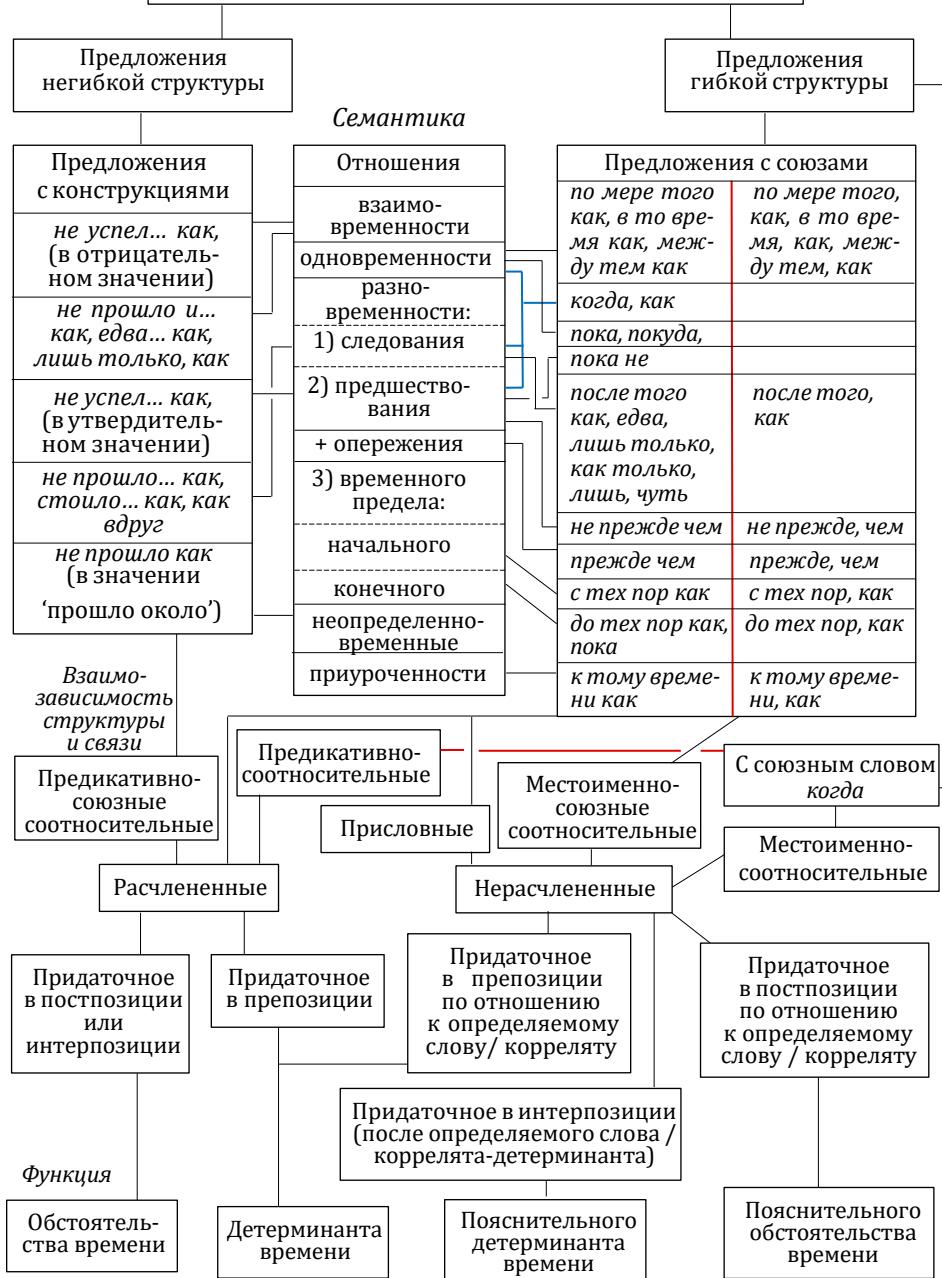 Предложения
негибкой структуры
Предложения
гибкой структуры
Семантика
Предложения
с конструкциями
не успел... как,
(в отрицатель-
ном значении)
не прошло и...
как, едва... как,
лишь только, как
не успел... как,
(в утвердитель-
ном значении)
не прошло... как,
стоило... как, как
вдруг
не прошло как
(в значении
‘прошло около’)
Отношения
взаимо-
временности
одновременности
разно-
временности:
1) следования
2) предшество-
вания
+ опережения
3) временного
предела:
начального
конечного
неопределенно-
временные
приуроченности
Предложения с союзами
по мере того
как, в то вре-
мя как, меж-
ду тем как
по мере того,
как, в то вре-
мя, как, меж-
ду тем, как
когда, как
пока, покуда,
пока не
после того
как, едва,
лишь только,
как только,
лишь, чуть
после того,
как
не прежде чем
не прежде, чем
прежде чем
прежде, чем
с тех пор как
с тех пор, как
до тех пор как,
пока
до тех пор, как
к тому време-
ни как
к тому време-
ни, как
Взаимо-
зависимость
структуры
и связи
Предикативно-
союзные
соотносительные
Предикативно-
соотносительные
Присловные
Местоименно-
союзные
соотносительные
С союзным словом
когда
Местоименно-
соотносительные
Расчлененные
Нерасчлененные
Придаточное
в постпозиции
или
интерпозиции
Придаточное
в препозиции
Придаточное
в препозиции
по отношению
к определяемому
слову/ корреляту
Придаточное
в постпозиции
по отношению
к определяемому
слову / корреляту
Придаточное в интерпозиции
(после определяемого слова /
коррелята-детерминанта)
Функция
Обстоятель-
ства времени
Детерминанта
времени
Пояснительного
детерминанта
времени
Пояснительного
обстоятельства
времени